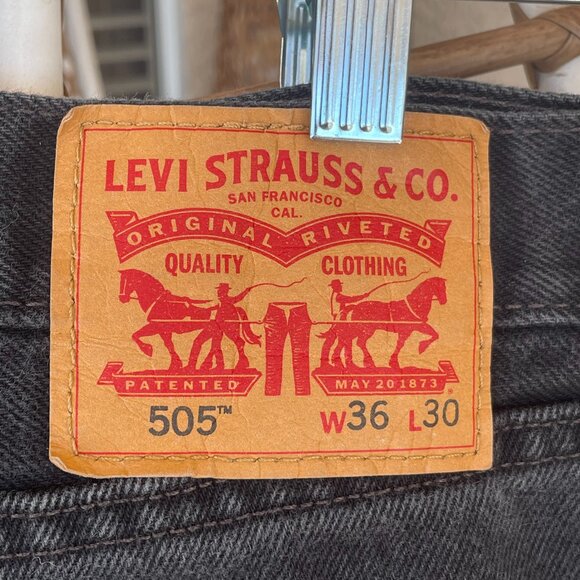 LEVI STRAUSS & CO.
SAN FRANCISCO
CAL.
ORIGINAL RIVETED
QUALITY CLOTHING
PATENTED MAY 20 1873
505™ W36 L30